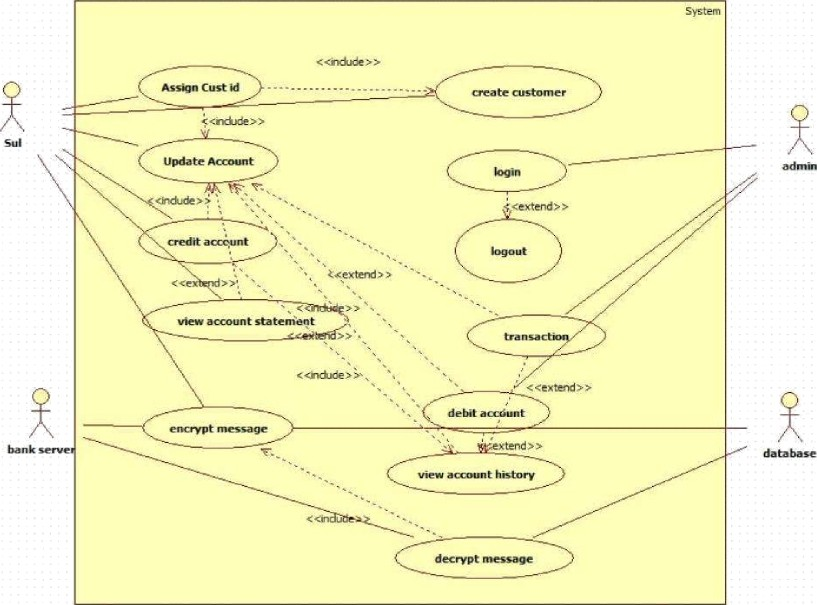 System
<<include>>
Assign Cust id
create customer
<<include>>
Sul
Update Account
admin
login
<<include>>
<<extend>>
credit account
logout
<<extend>>
<<extend>>
<<include>>
view account statement
<<extend>>
transaction
<<include>>
<<extend>>
debit account
encrypt message
<<extend>>
bank server
database
view account history
<<include>>
decrypt message